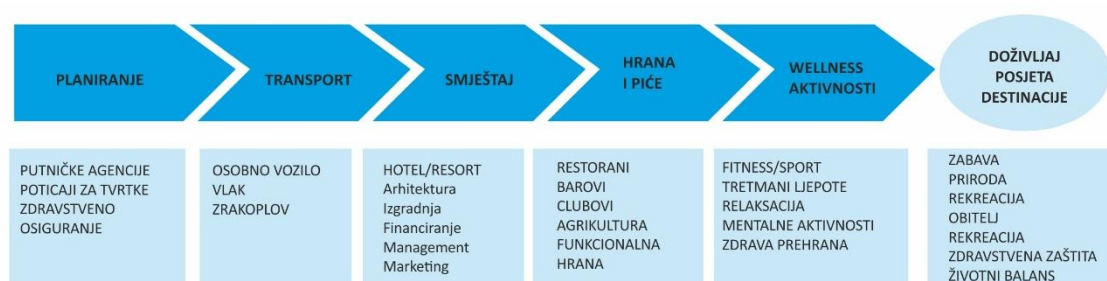 PLANIRANJE
TRANSPORT
SMJEŠTAJ
HRANA
I PIĆE
WELLNESS
AKTIVNOSTI
DOŽIVLJAJ
POSJETA
DESTINACIJE
PUTNIČKE AGENCIJE
POTICAJI ZA TVRTKE
ZDRAVSTVENO
OSIGURANJE
OSOBNO VOZILO
VLAK
ZRAKOPLOV
HOTEL/RESORT
Arhitektura
Izgradnja
Financiranje
Management
Marketing
RESTORANI
BAROVI
CLUBOVI
AGRIKULTURA
FUNKCIONALNA
HRANA
FITNESS/SPORT
TRETMANI LJEPOTE
RELAKSACIJA
MENTALNE AKTIVNOSTI
ZDRAVA PREHRANA
ZABAVA
PRIRODA
REKREACIJA
OBITELJ
REKREACIJA
ZDRAVSTVENA ZAŠTITA
ŽIVOTNI BALANS